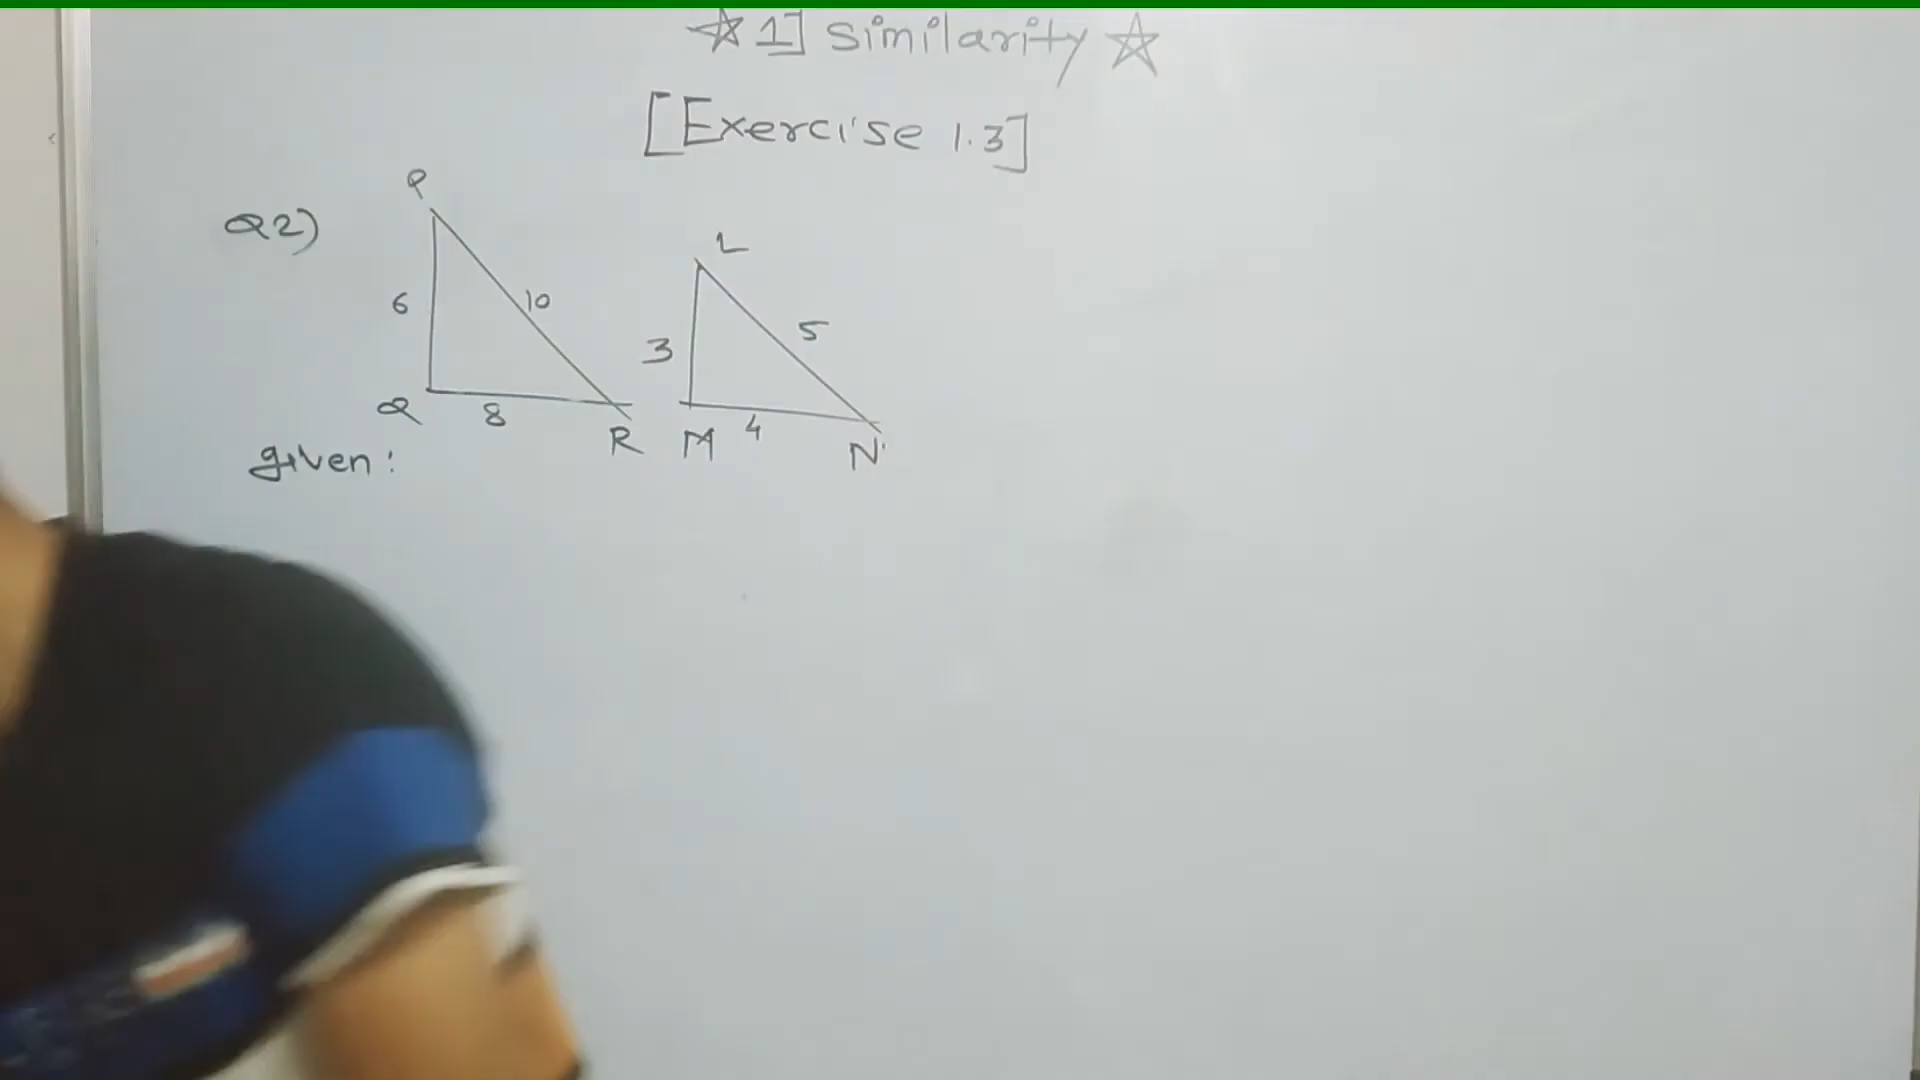 ☆ 1] Similarity ☆
[Exercise 1.3]
Q2)
P
6
10
Q
8
R
L
3
5
M
4
N
given: